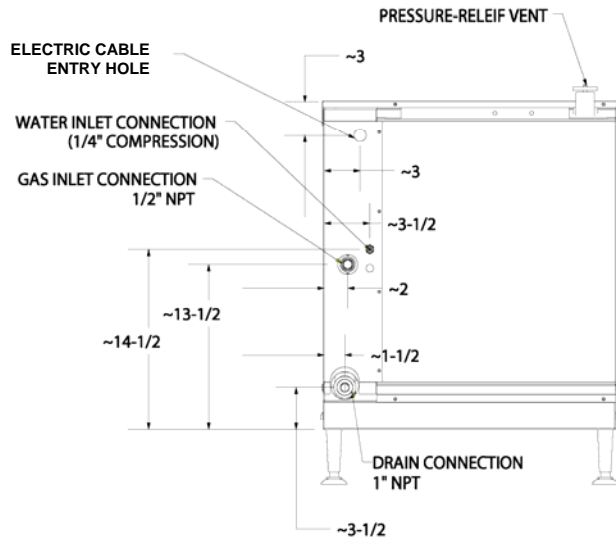 PRESSURE-RELEIF VENT
ELECTRIC CABLE
ENTRY HOLE
~3
WATER INLET CONNECTION
(1/4" COMPRESSION)
GAS INLET CONNECTION
1/2" NPT
~3
~3-1/2
~2
~13-1/2
~14-1/2
~1-1/2
DRAIN CONNECTION
1" NPT
~3-1/2